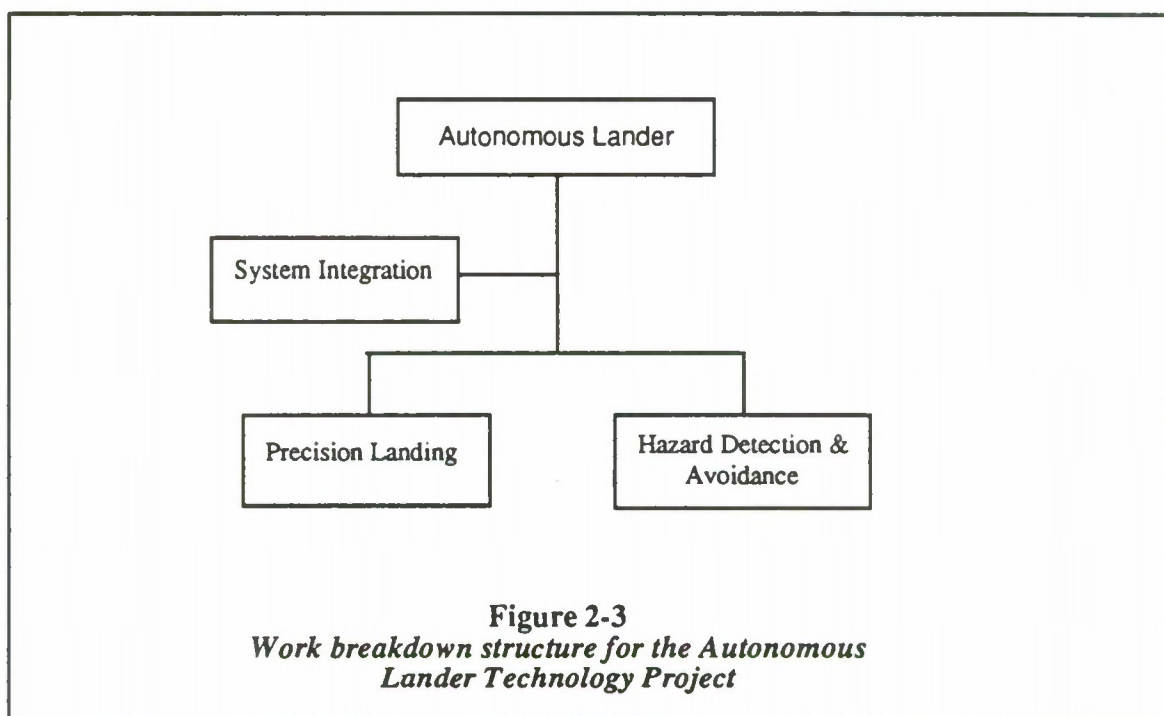 Autonomous Lander
System Integration
Precision Landing
Hazard Detection &
Avoidance
Figure 2-3
Work breakdown structure for the Autonomous
Lander Technology Project